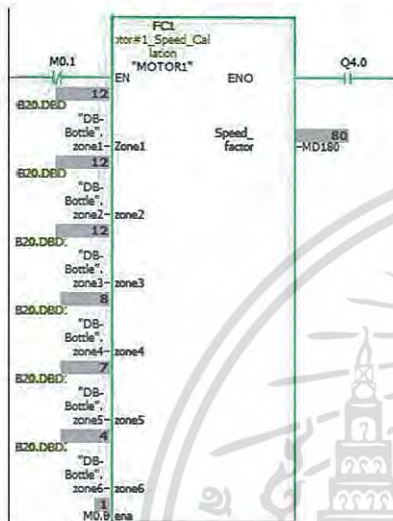 FC1
tor#1_Speed_Cal
lation
"MOTOR1"
M0.1
EN
ENO
Q4.0
12
B20.DBD
"DB-
Bottle".
zone1
Zone1
Speed_
factor
80
MD180
12
B20.DBD
"DB-
Bottle".
zone2
zone2
12
B20.DBD:
"DB-
Bottle".
zone3
zone3
8
B20.DBD:
"DB-
Bottle".
zone4
zone4
7
B20.DBD:
"DB-
Bottle".
zone5
zone5
4
B20.DBD:
"DB-
Bottle".
zone6
zone6
1
ena